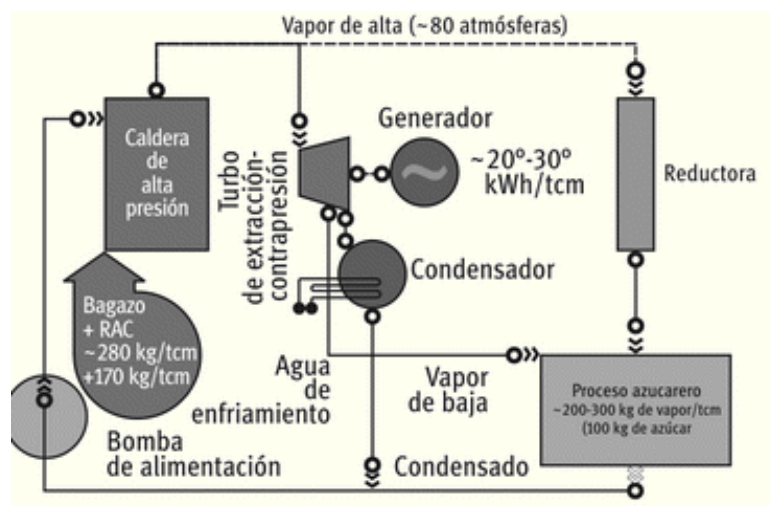 Vapor de alta (~80 atmósferas)
Caldera
de
alta
presión
Turbo
de extracción-
contrapresión
Generador
~20º-30º
kWh/tcm
Reductora
Condensador
Bagazo
+ RAC
~280 kg/tcm
+170 kg/tcm
Agua
de
enfriamiento
Vapor
de baja
Proceso azucarero
~200-300 kg de vapor/tcm
(100 kg de azúcar
Bomba
de alimentación
Condensado